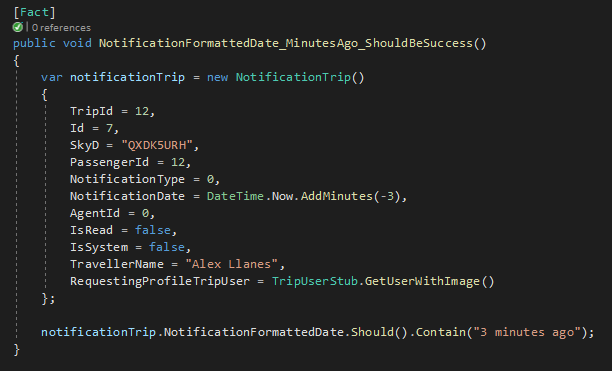 [Fact]
| 0 references
public void NotificationFormattedDate_MinutesAgo_ShouldBeSuccess()
{
    var notificationTrip = new NotificationTrip()
    {
        TripId = 12,
        Id = 7,
        SkyD = "QXDK5URH",
        PassengerId = 12,
        NotificationType = 0,
        NotificationDate = DateTime.Now.AddMinutes(-3),
        AgentId = 0,
        IsRead = false,
        IsSystem = false,
        TravellerName = "Alex Llanes",
        RequestingProfileTripUser = TripUserStub.GetUserWithImage()
    };
    notificationTrip.NotificationFormattedDate.Should().Contain("3 minutes ago");
}